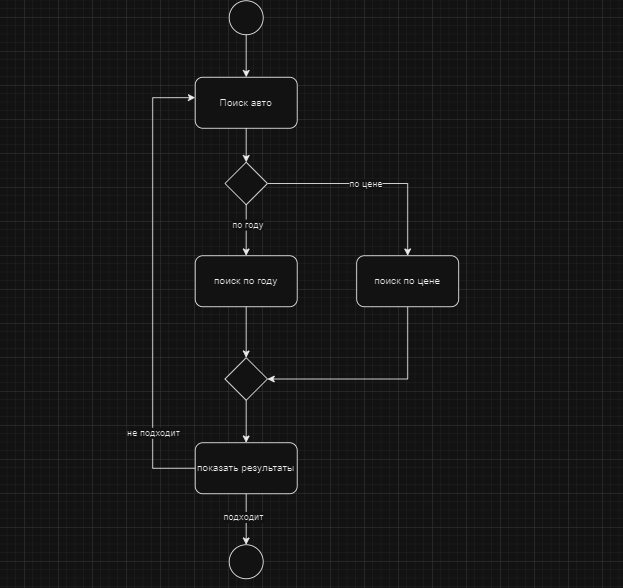 Поиск авто
по цене
по году
поиск по году
поиск по цене
не подходит
показать результаты
подходит